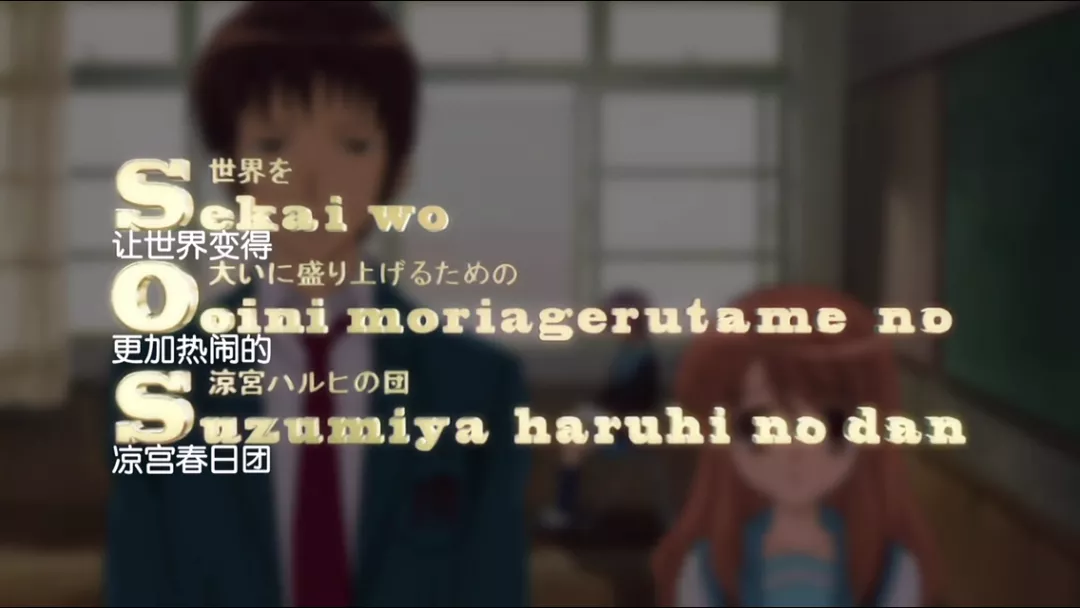 世界を
Sekai wo
让世界变得
大いに盛り上げるための
Ooini moriagerutame no
更加热闹的
涼宮ハルヒの団
Suzumiya haruhi no dan
凉宫春日团